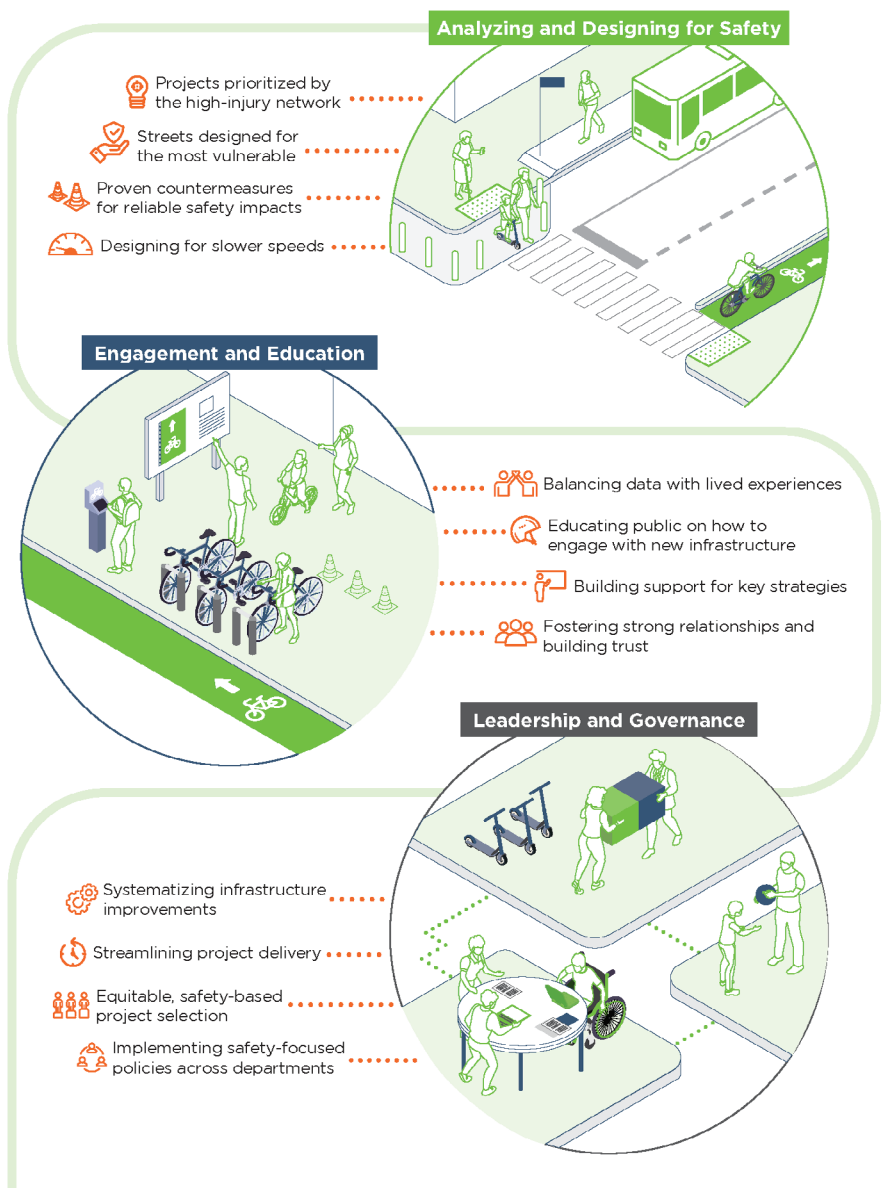 Analyzing and Designing for Safety
Projects prioritized by
the high-injury network
Streets designed for
the most vulnerable
Proven countermeasures
for reliable safety impacts
Designing for slower speeds
Engagement and Education
Balancing data with lived experiences
Educating public on how to
engage with new infrastructure
Building support for key strategies
Fostering strong relationships and
building trust
Leadership and Governance
Systematizing infrastructure
improvements
Streamlining project delivery
Equitable, safety-based
project selection
Implementing safety-focused
policies across departments